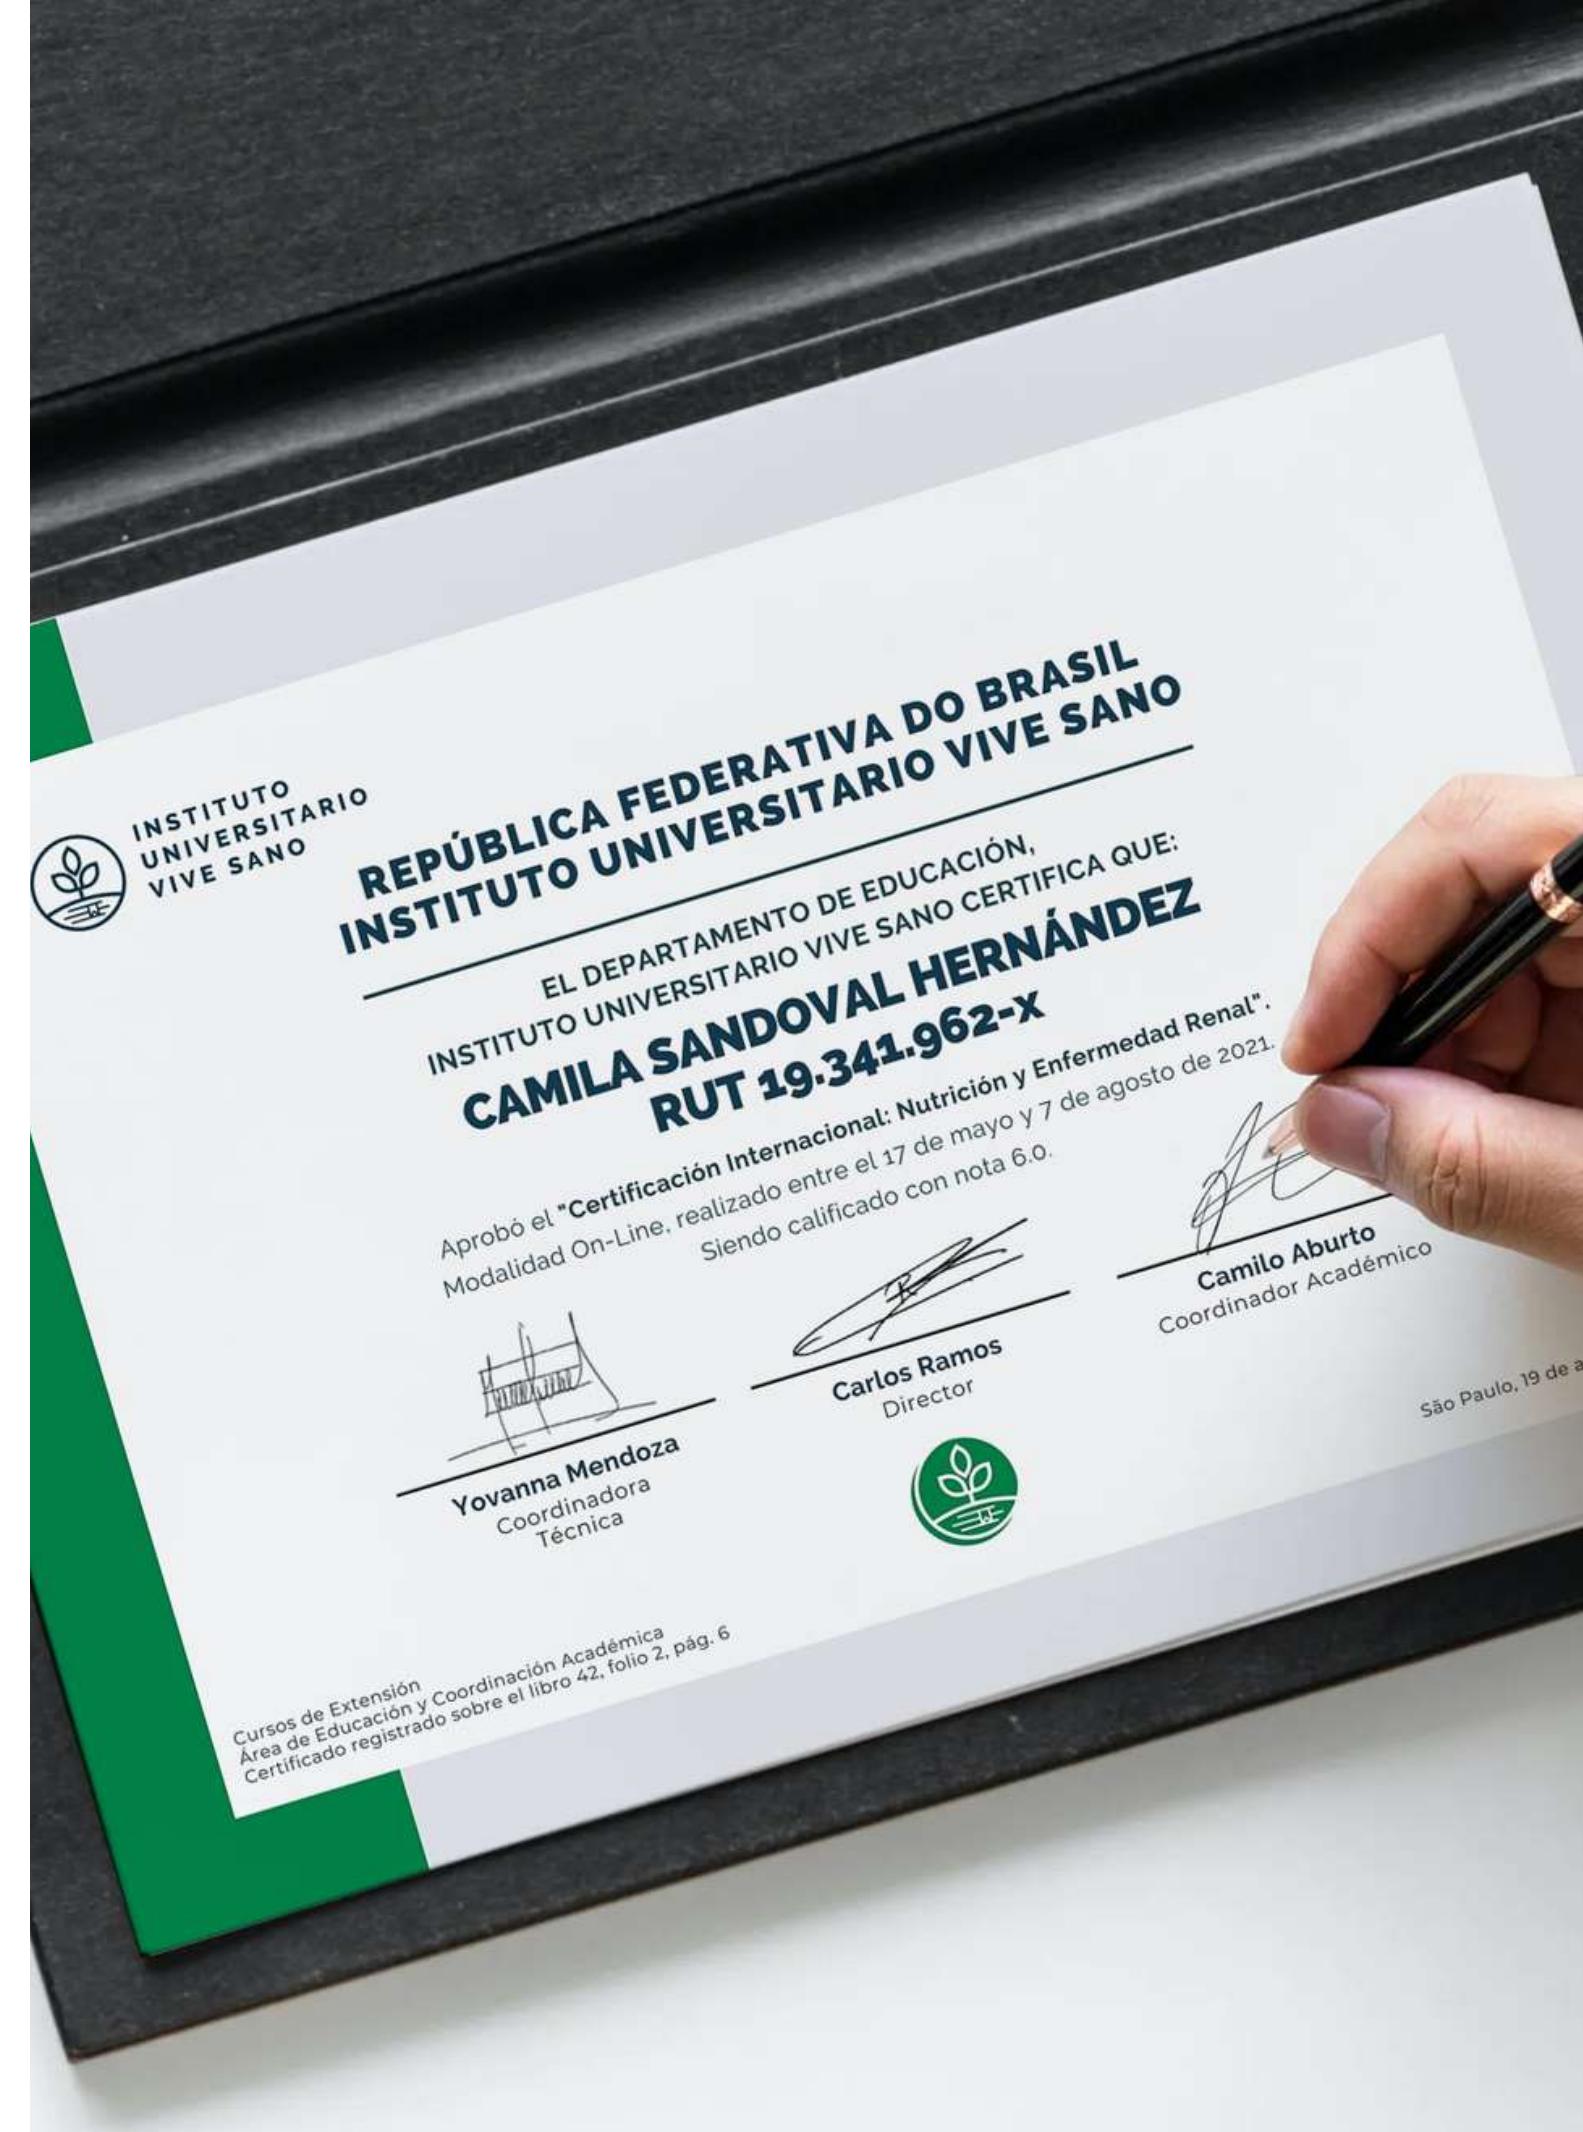 INSTITUTO
UNIVERSITARIO
VIVE SANO
REPÚBLICA FEDERATIVA DO BRASIL
INSTITUTO UNIVERSITARIO VIVE SANO
EL DEPARTAMENTO DE EDUCACIÓN,
INSTITUTO UNIVERSITARIO VIVE SANO CERTIFICA QUE:
CAMILA SANDOVAL HERNÁNDEZ
RUT 19.341.962-X
Aprobó el "Certificación Internacional: Nutrición y Enfermedad Renal".
Modalidad On-Line, realizado entre el 17 de mayo y 7 de agosto de 2021.
Siendo calificado con nota 6.0.
Yovanna Mendoza
Coordinadora
Técnica
Carlos Ramos
Director
Camilo Aburto
Coordinador Académico
São Paulo, 19 de a
Cursos de Extensión
Área de Educación y Coordinación Académica
Certificado registrado sobre el libro 42, folio 2, pág. 6